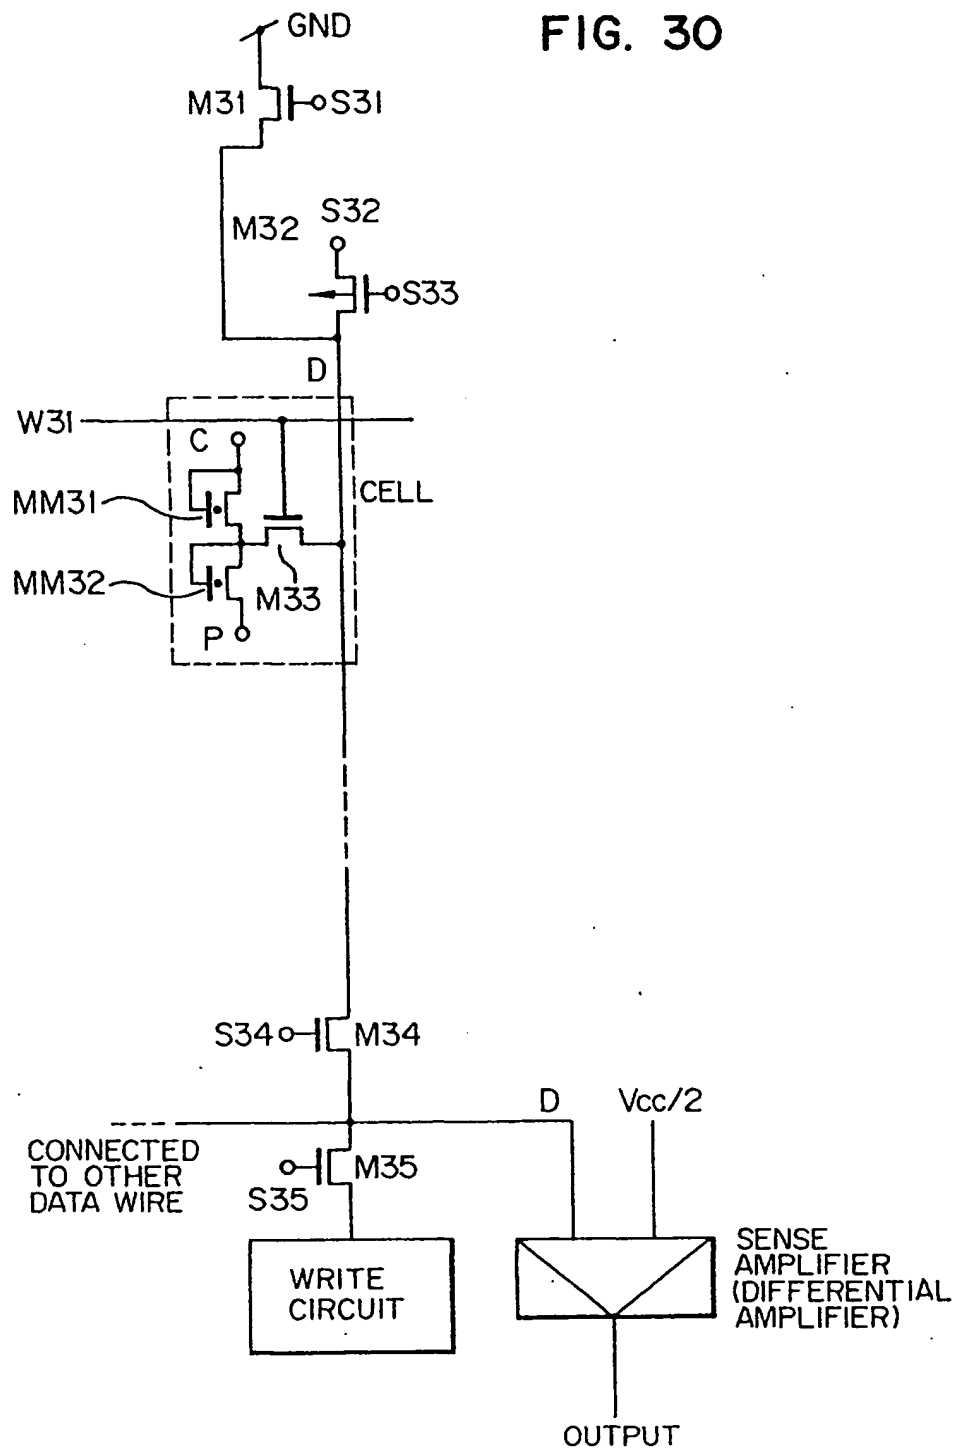 FIG. 30
GND
M31
S31
M32
S32
S33
D
W31
C
CELL
MM31
MM32
M33
P
S34
M34
D
Vcc/2
CONNECTED
TO OTHER
DATA WIRE
M35
S35
WRITE
CIRCUIT
SENSE
AMPLIFIER
(DIFFERENTIAL
AMPLIFIER)
OUTPUT